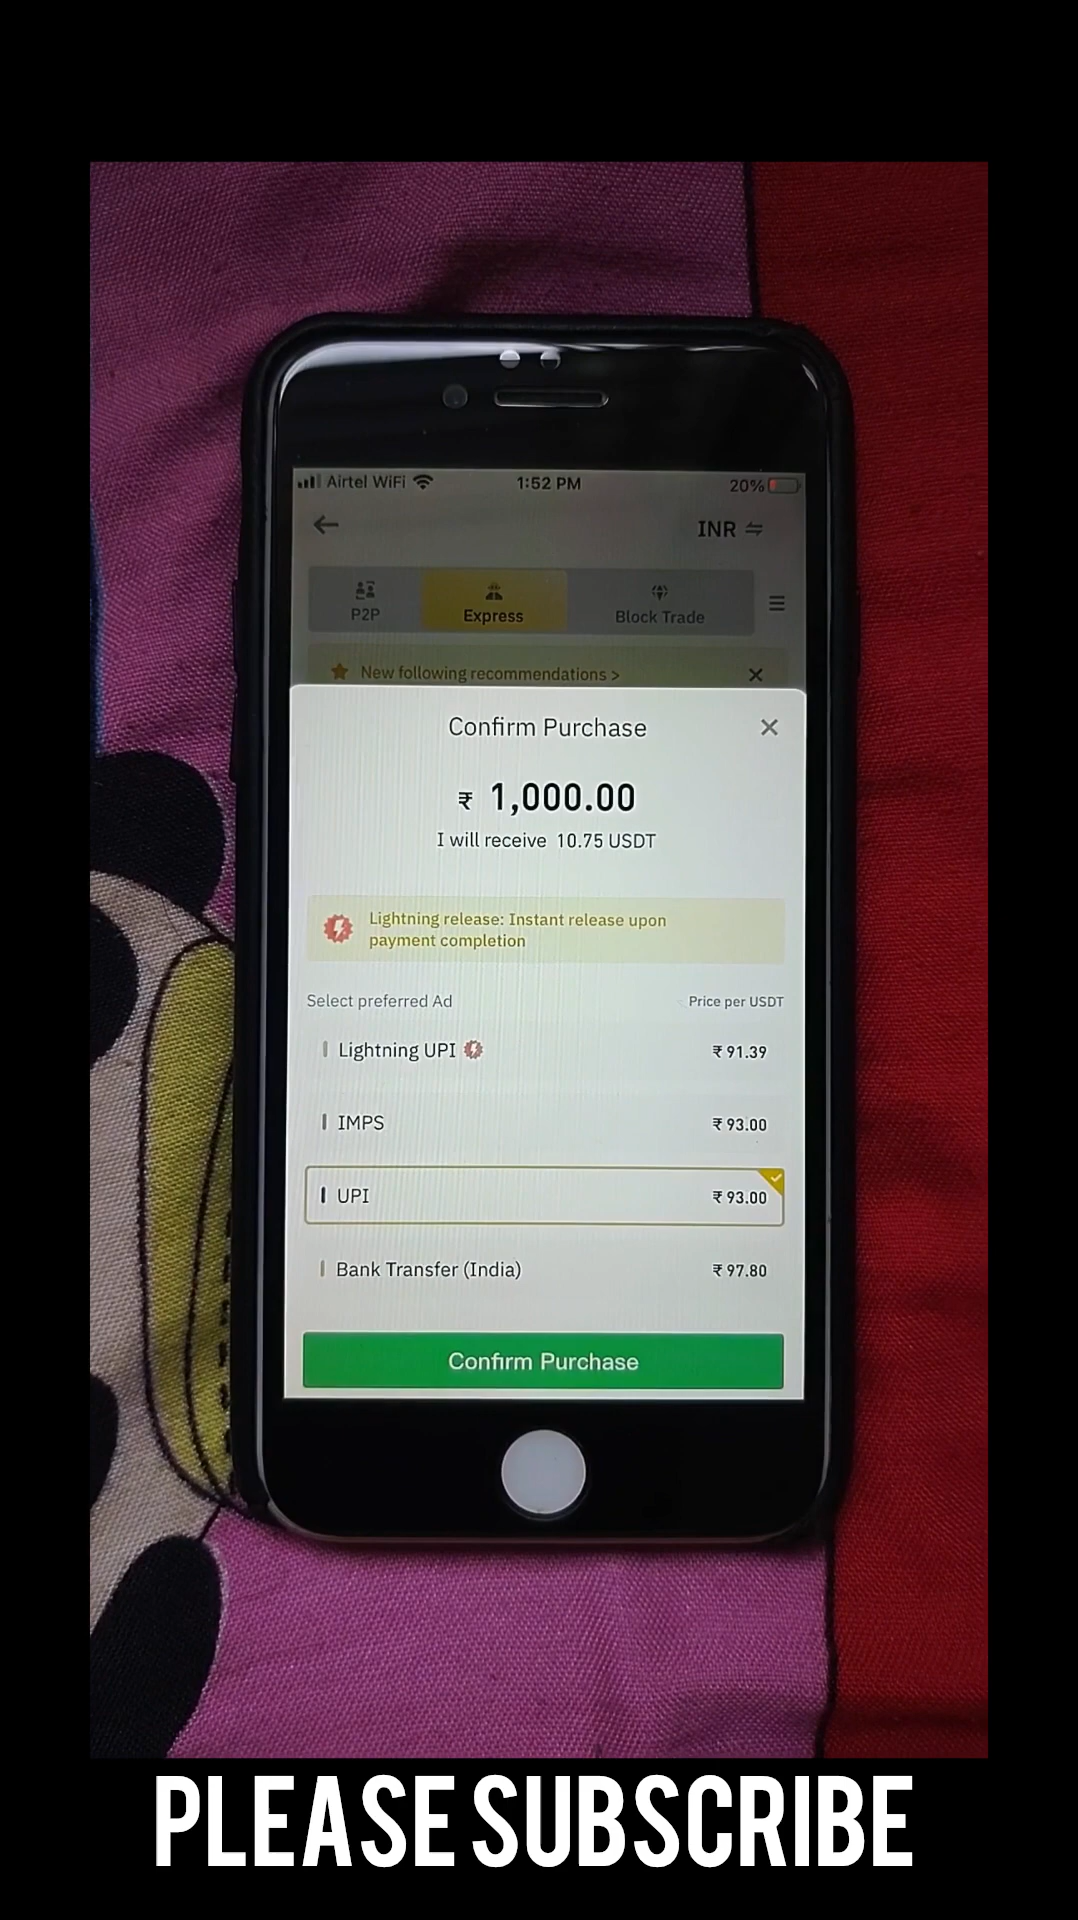 Airtel WiFi 1:52 PM 20%
INR
P2P Express Block Trade
New following recommendations >
Confirm Purchase
₹ 1,000.00
I will receive 10.75 USDT
Lightning release: Instant release upon
payment completion
Select preferred Ad Price per USDT
Lightning UPI ₹ 91.39
IMPS ₹ 93.00
UPI ₹ 93.00
Bank Transfer (India) ₹ 97.80
Confirm Purchase
PLEASE SUBSCRIBE